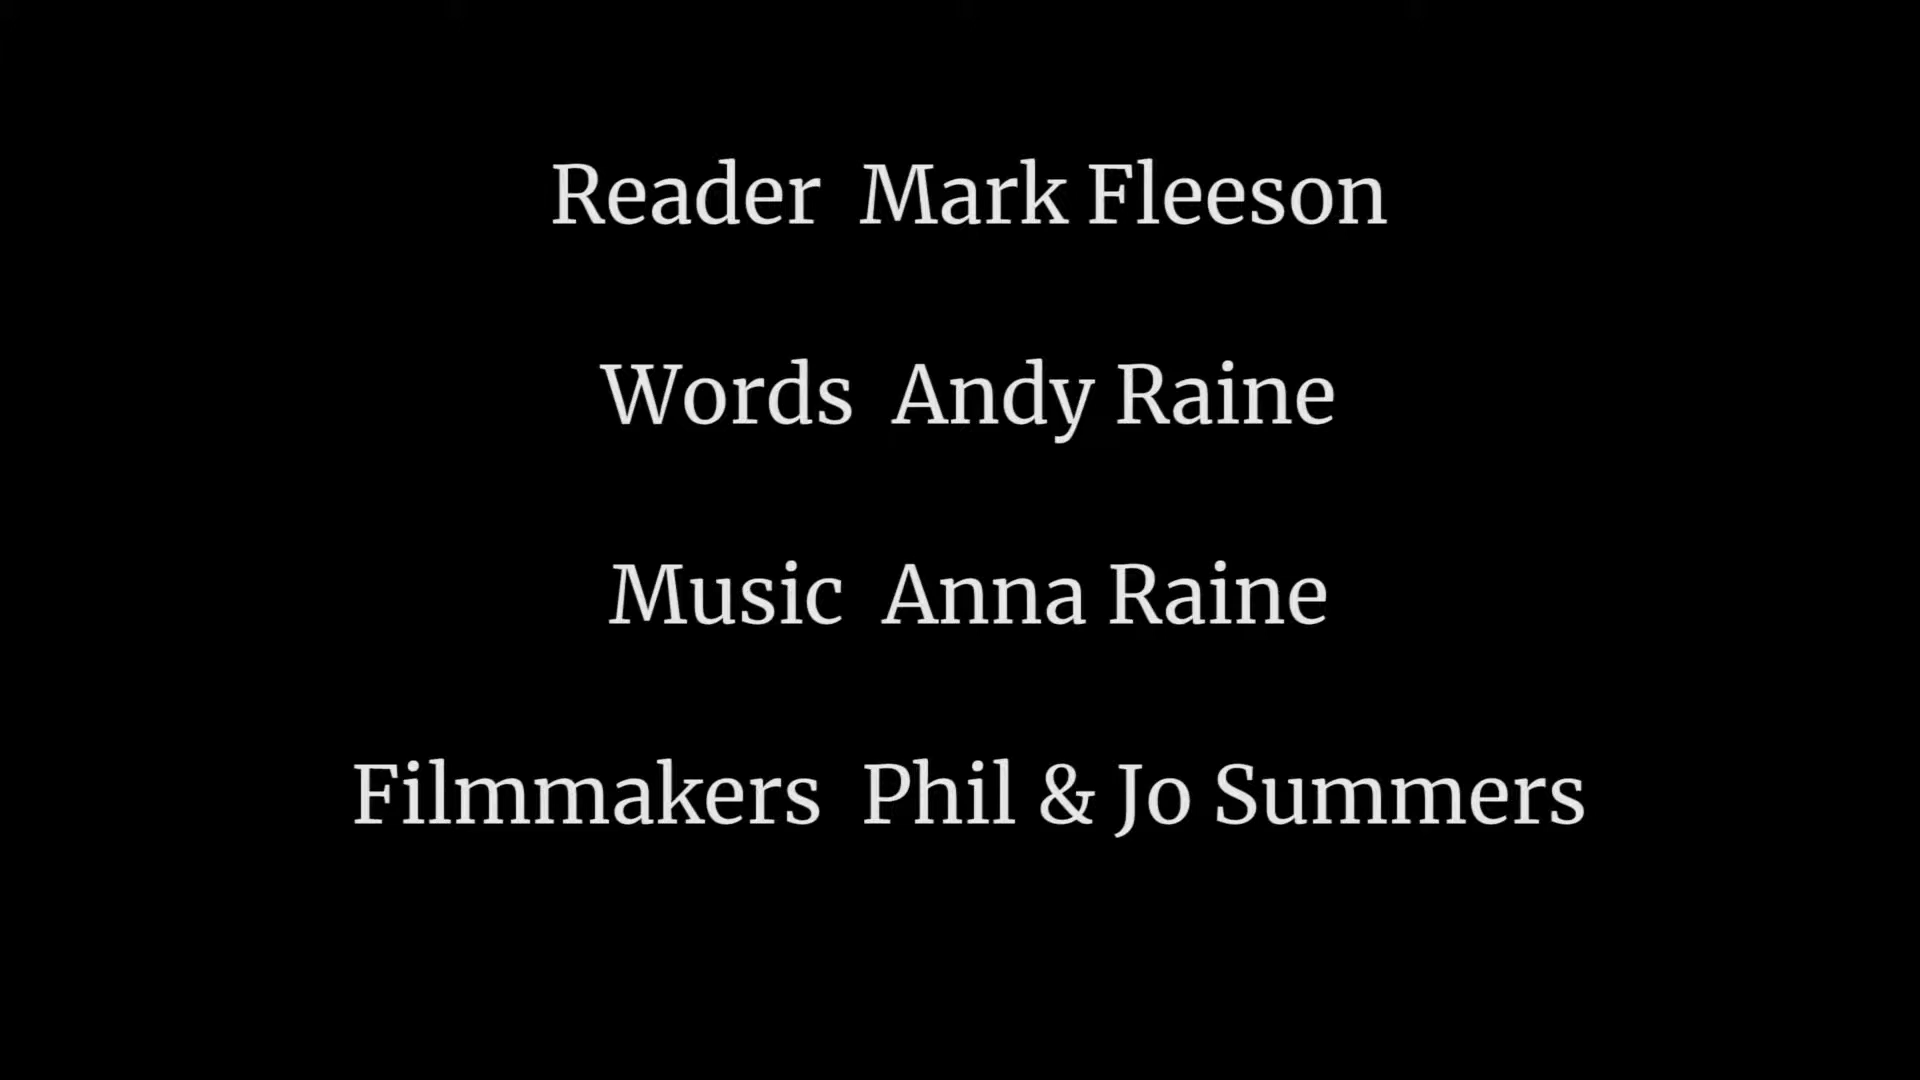 Reader  Mark Fleeson
Words  Andy Raine
Music  Anna Raine
Filmmakers  Phil & Jo Summers